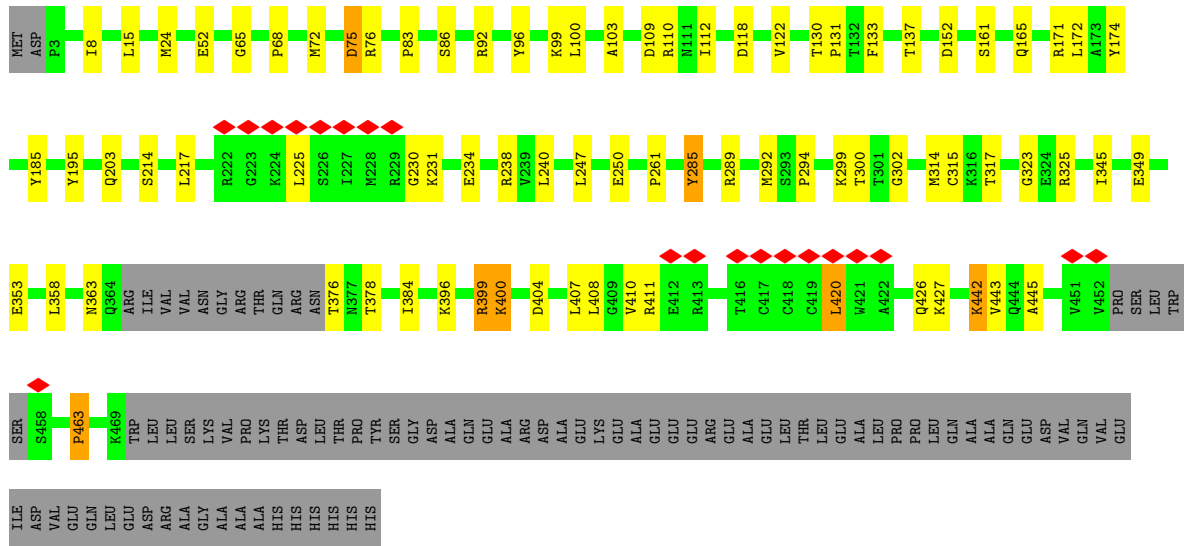 MET ASP P3 I8 L15 M24 E52 G65 P68 M72 D75 R76 P83 S86 R92 Y96 K99 L100 A103 D109 R110 N111 I112 D118 V122 T130 P131 T132 F133 T137 D152 S161 Q165 R171 L172 A173 Y174
Y185 Y195 Q203 S214 L217 R222 G223 K224 L225 S226 I227 M228 R229 G230 K231 E234 R238 V239 L240 L247 E250 P261 Y285 R289 M292 S293 P294 K299 T300 T301 G302 M314 C315 K316 T317 G323 E324 R325 I345 E349
E353 L358 N363 Q364 ARG ILE VAL VAL ASN GLY ARG THR GLN ARG ASN T376 N377 T378 I384 K396 R399 K400 D404 L407 L408 G409 V410 R411 E412 R413 T416 C417 C418 C419 L420 W421 A422 Q426 K427 K442 V443 Q444 A445 V451 V452 PRO SER LEU TRP
SER S458 P463 K469 TRP LEU LEU SER LYS VAL PRO LYS THR ASP LEU THR PRO TYR SER GLY ASP ALA GLN GLU ALA ARG ASP ALA GLU LYS GLU ALA GLU GLU ARG GLU ALA GLU LEU THR LEU GLU ALA LEU PRO PRO LEU GLN ALA ALA GLN GLU ASP VAL GLN VAL GLU
ILE ASP VAL GLU GLN LEU GLU ASP ARG ALA GLY ALA ALA ALA HIS HIS HIS HIS HIS HIS